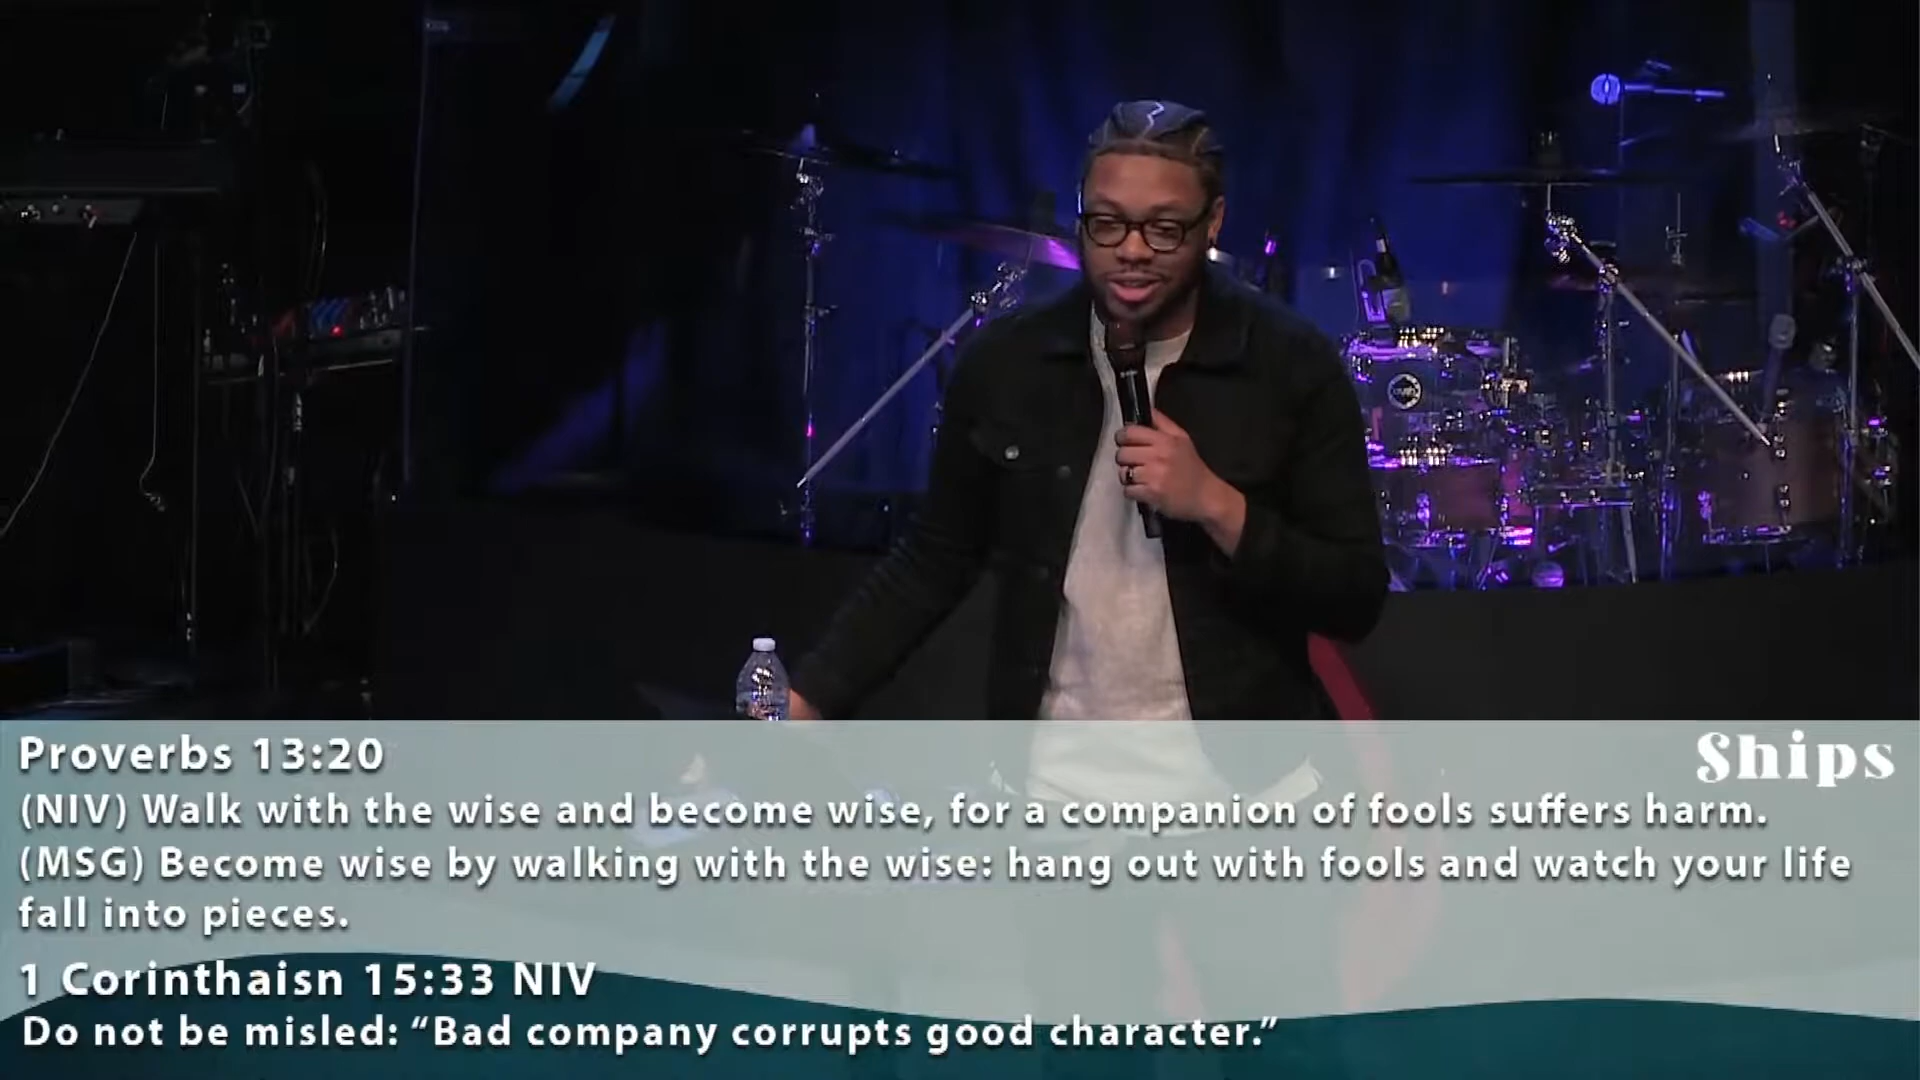 Proverbs 13:20
Ships
(NIV) Walk with the wise and become wise, for a companion of fools suffers harm.
(MSG) Become wise by walking with the wise: hang out with fools and watch your life
fall into pieces.
1 Corinthaisn 15:33 NIV
Do not be misled: “Bad company corrupts good character.”